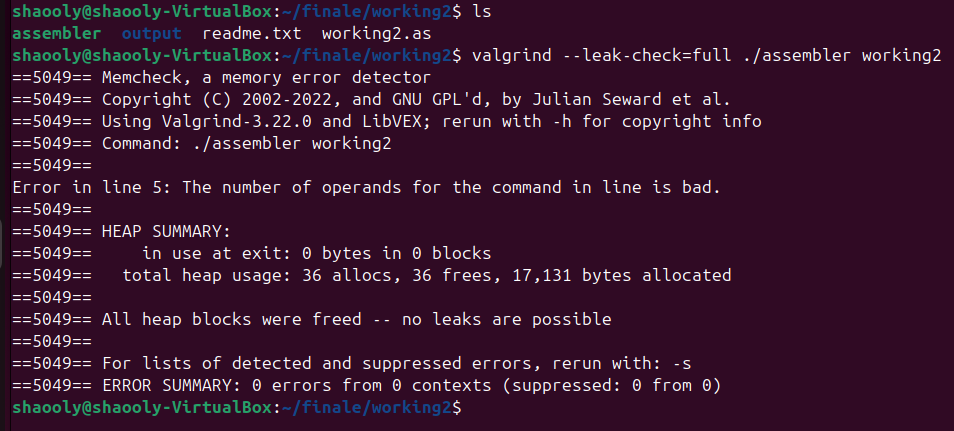 shaooly@shaooly-VirtualBox:~/finale/working2$ ls
assembler  output  readme.txt  working2.as
shaooly@shaooly-VirtualBox:~/finale/working2$ valgrind --leak-check=full ./assembler working2
==5049== Memcheck, a memory error detector
==5049== Copyright (C) 2002-2022, and GNU GPL'd, by Julian Seward et al.
==5049== Using Valgrind-3.22.0 and LibVEX; rerun with -h for copyright info
==5049== Command: ./assembler working2
==5049==
Error in line 5: The number of operands for the command in line is bad.
==5049==
==5049== HEAP SUMMARY:
==5049==     in use at exit: 0 bytes in 0 blocks
==5049==   total heap usage: 36 allocs, 36 frees, 17,131 bytes allocated
==5049==
==5049== All heap blocks were freed -- no leaks are possible
==5049==
==5049== For lists of detected and suppressed errors, rerun with: -s
==5049== ERROR SUMMARY: 0 errors from 0 contexts (suppressed: 0 from 0)
shaooly@shaooly-VirtualBox:~/finale/working2$